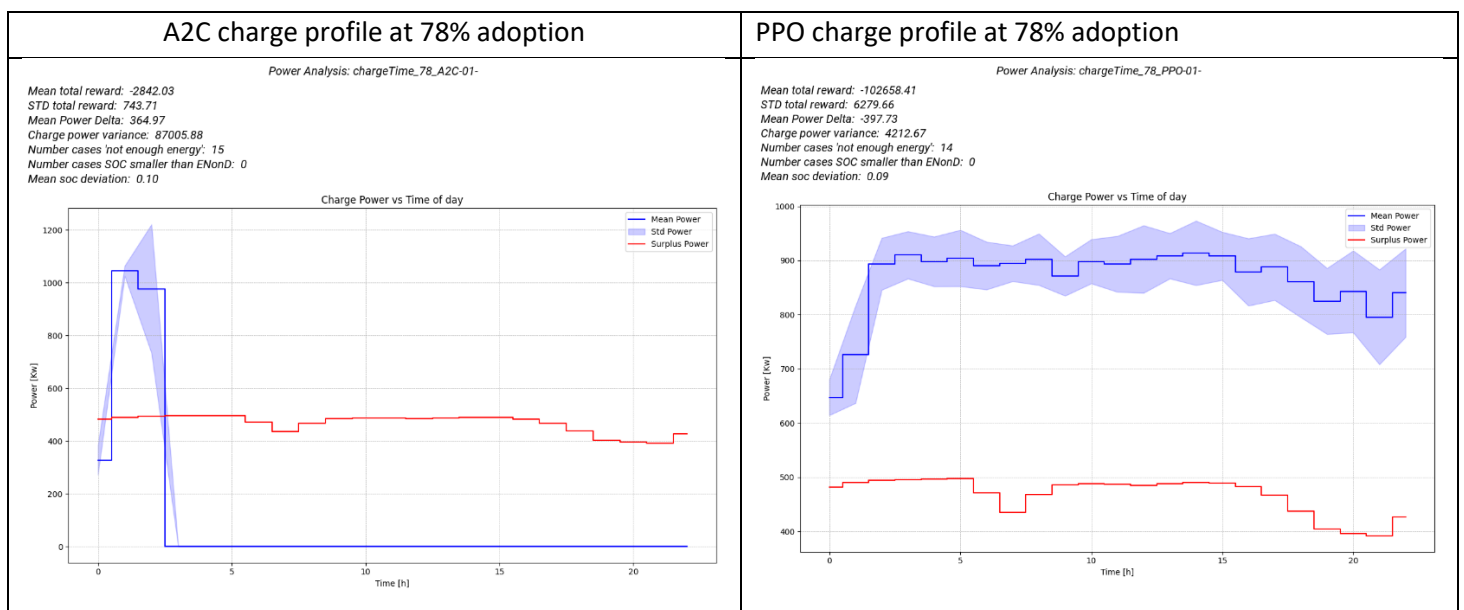 A2C charge profile at 78% adoption
Power Analysis: chargeTime_78_A2C-01-
Mean total reward: -2842.03
STD total reward: 743.71
Mean Power Delta: 364.97
Charge power variance: 87005.88
Number cases 'not enough energy': 15
Number cases SOC smaller than ENonD: 0
Mean soc deviation: 0.10
Charge Power vs Time of day
Mean Power
Std Power
Surplus Power
1200
1000
800
600
400
200
0
Power [Kw]
0 5 10 15 20
Time [h]
PPO charge profile at 78% adoption
Power Analysis: chargeTime_78_PPO-01-
Mean total reward: -102658.41
STD total reward: 6279.66
Mean Power Delta: -397.73
Charge power variance: 4212.67
Number cases 'not enough energy': 14
Number cases SOC smaller than ENonD: 0
Mean soc deviation: 0.09
Charge Power vs Time of day
Mean Power
Std Power
Surplus Power
1000
900
800
700
600
500
400
Power [Kw]
0 5 10 15 20
Time [h]